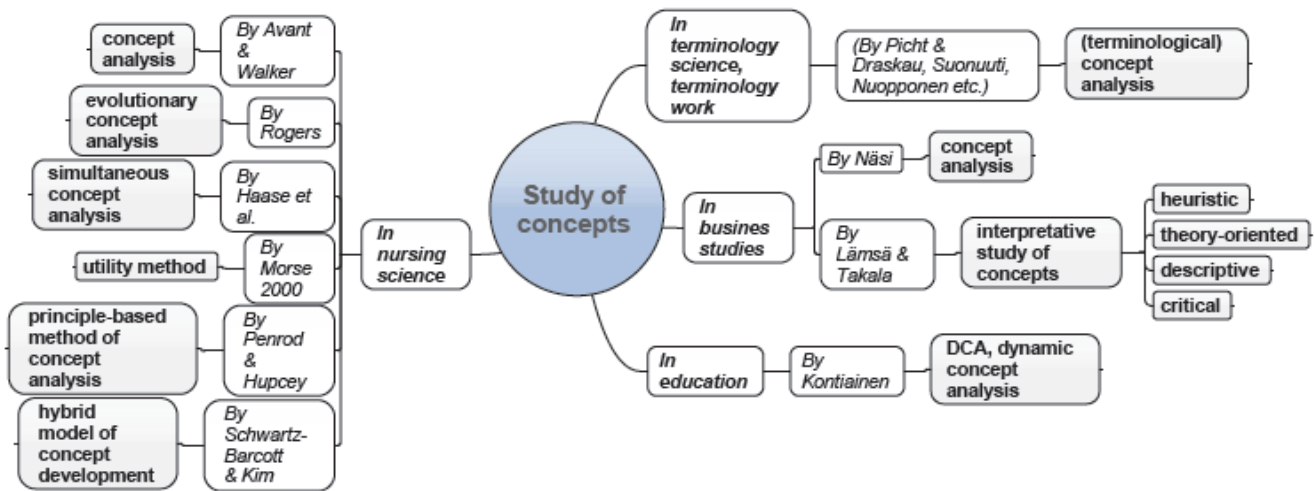 concept
analysis
By Avant
&
Walker
evolutionary
concept
analysis
By
Rogers
simultaneous
concept
analysis
By
Haase et
al.
utility method
By
Morse
2000
principle-based
method of
concept
analysis
By
Penrod
&
Hupcey
hybrid
model of
concept
development
By
Schwartz-
Barcott
& Kim
In
nursing
science
Study of
concepts
In
terminology
science,
terminology
work
(By Picht &
Draskau, Suonuuti,
Nuopponen etc.)
(terminological)
concept
analysis
In
busines
studies
By Näsi
concept
analysis
By
Lämsä &
Takala
interpretative
study of
concepts
heuristic
theory-oriented
descriptive
critical
In
education
By
Kontiainen
DCA, dynamic
concept
analysis